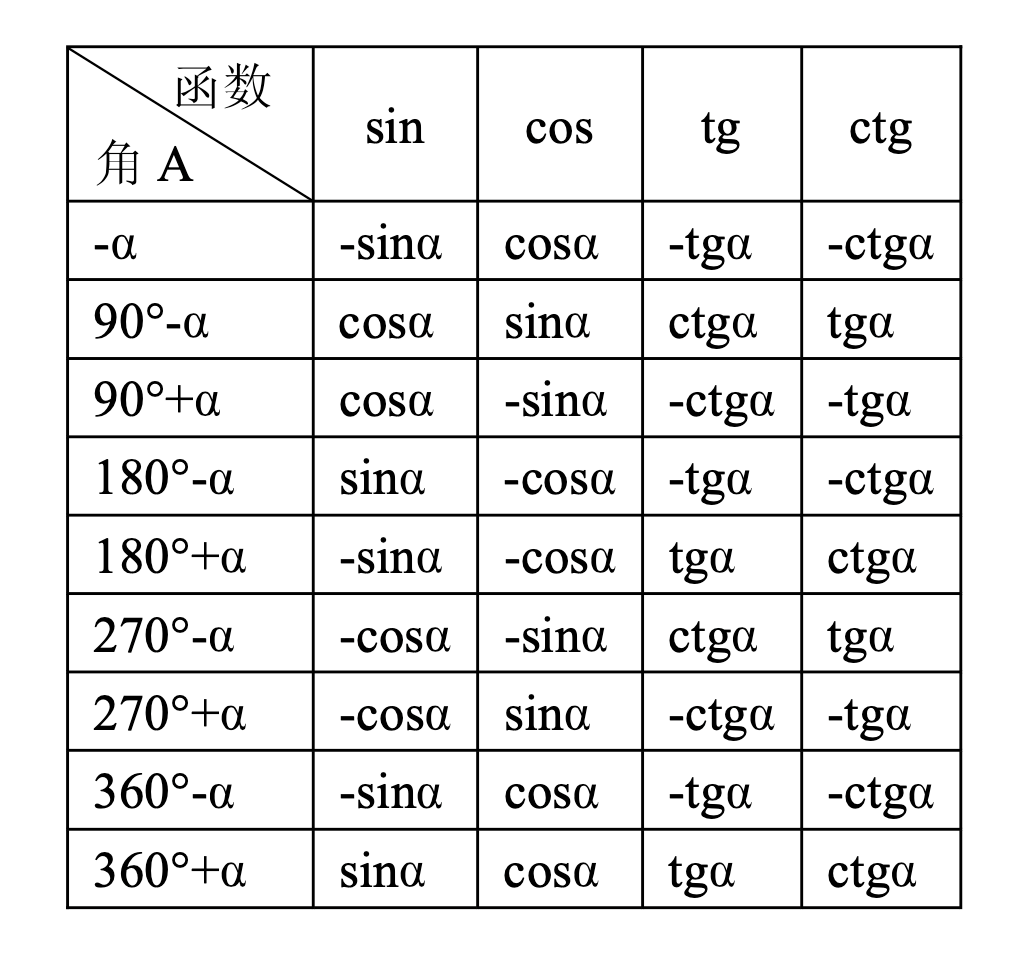 函数
角 A
sin cos tg ctg
-α -sinα cosα -tgα -ctgα
90°-α cosα sinα ctgα tgα
90°+α cosα -sinα -ctgα -tgα
180°-α sinα -cosα -tgα -ctgα
180°+α -sinα -cosα tgα ctgα
270°-α -cosα -sinα ctgα tgα
270°+α -cosα sinα -ctgα -tgα
360°-α -sinα cosα -tgα -ctgα
360°+α sinα cosα tgα ctgα